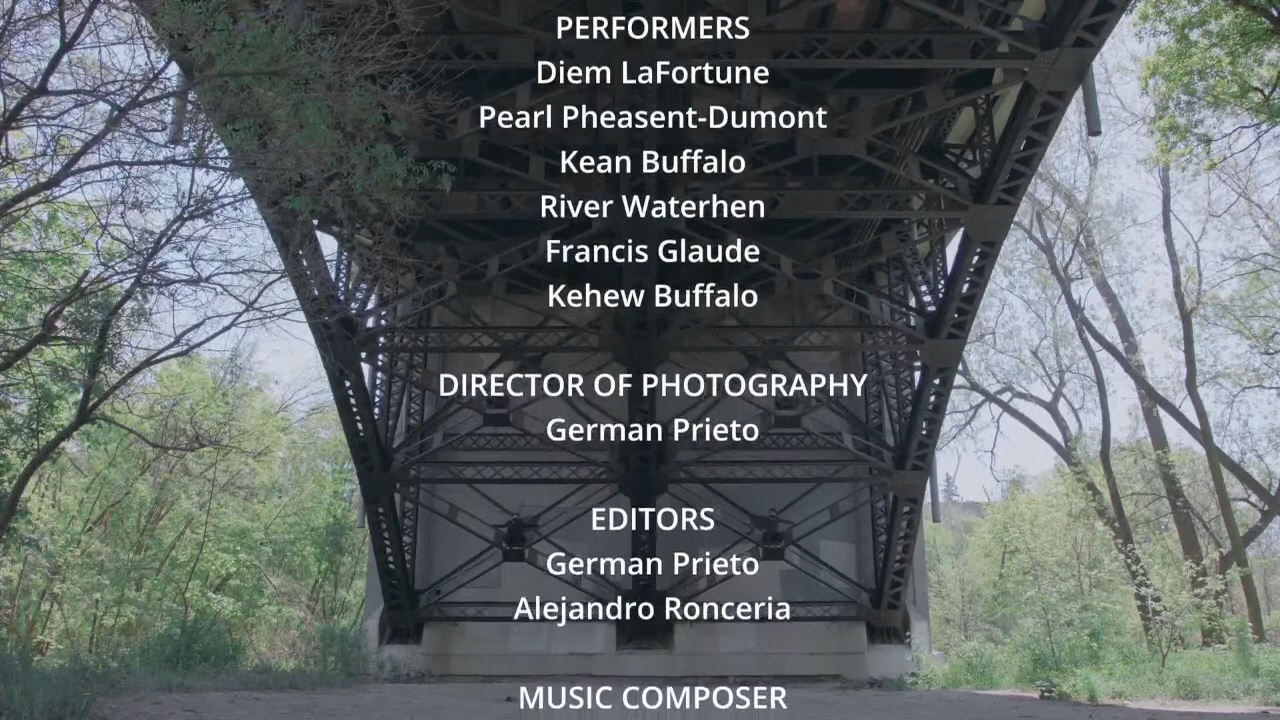 PERFORMERS
Diem LaFortune
Pearl Pheasent-Dumont
Kean Buffalo
River Waterhen
Francis Glaude
Kehew Buffalo
DIRECTOR OF PHOTOGRAPHY
German Prieto
EDITORS
German Prieto
Alejandro Ronceria
MUSIC COMPOSER